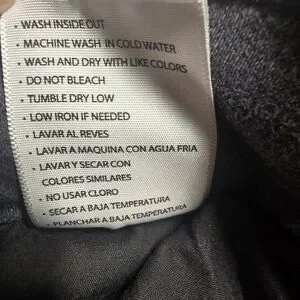 • WASH INSIDE OUT
• MACHINE WASH IN COLD WATER
• WASH AND DRY WITH LIKE COLORS
• DO NOT BLEACH
• TUMBLE DRY LOW
• LOW IRON IF NEEDED
• LAVAR AL REVES
• LAVAR A MAQUINA CON AGUA FRIA
• LAVAR Y SECAR CON
COLORES SIMILARES
• NO USAR CLORO
• SECAR A BAJA TEMPERATURA
• PLANCHAR A BAJA TEMPERATURA